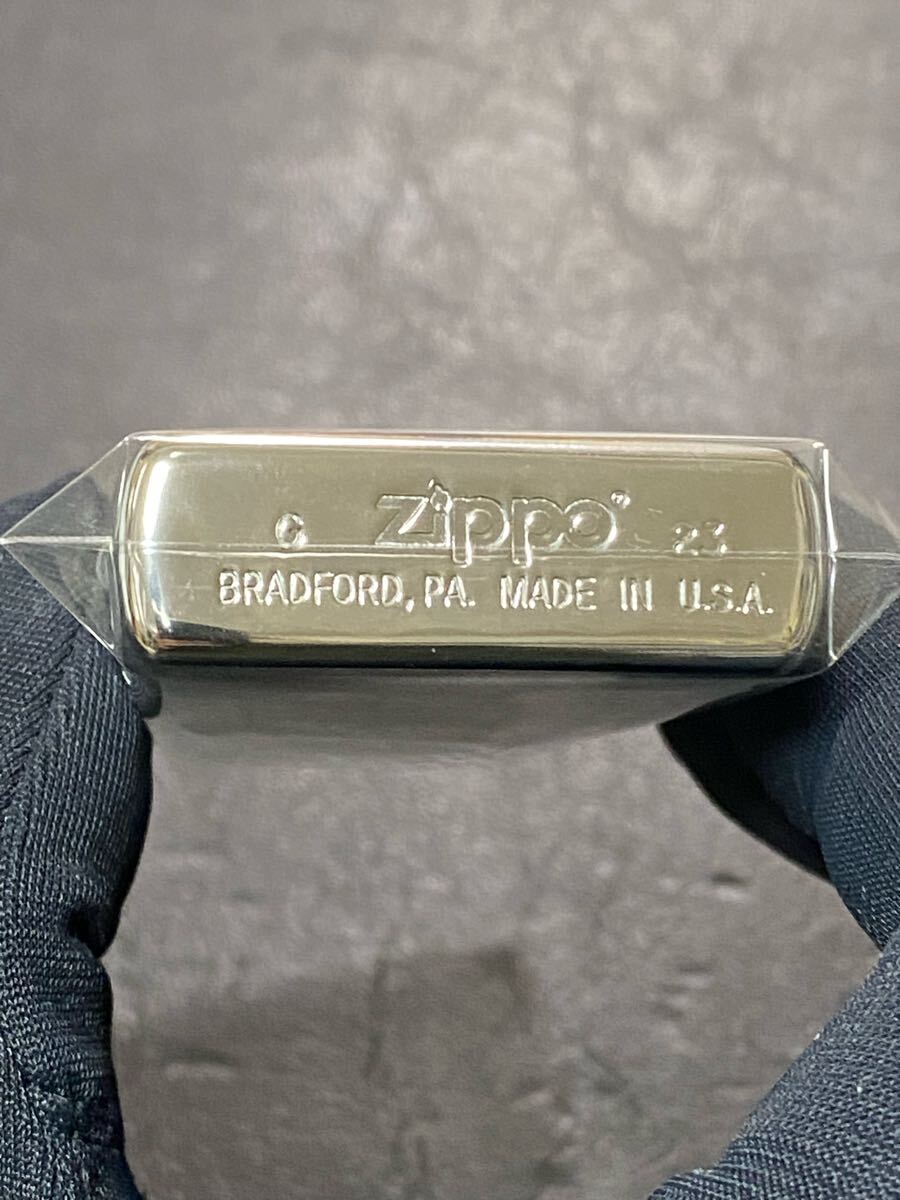 G Zippo® 23
BRADFORD, PA. MADE IN U.S.A.